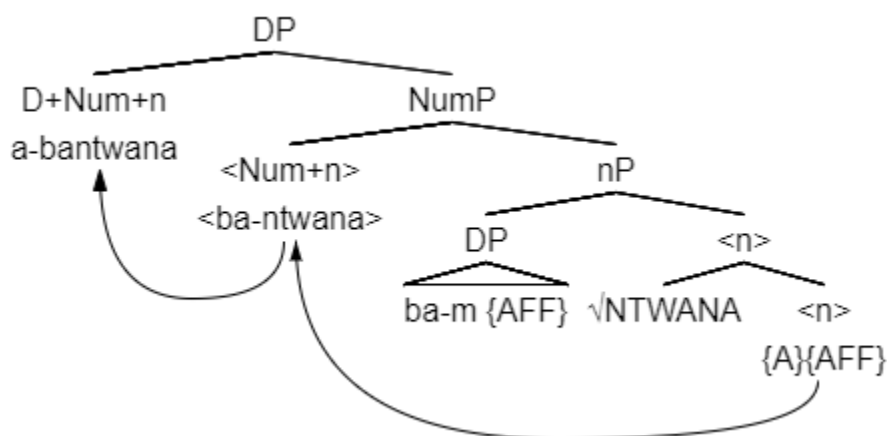 DP
D+Num+n NumP
a-bantwana <Num+n> nP
<ba-ntwana> DP <n>
ba-m {AFF} √NTWANA <n>
{A}{AFF}